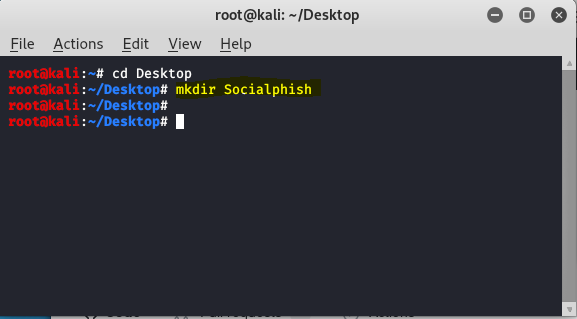 root@kali: ~/Desktop
File Actions Edit View Help
root@kali:~# cd Desktop
root@kali:~/Desktop# mkdir Socialphish
root@kali:~/Desktop#
root@kali:~/Desktop#